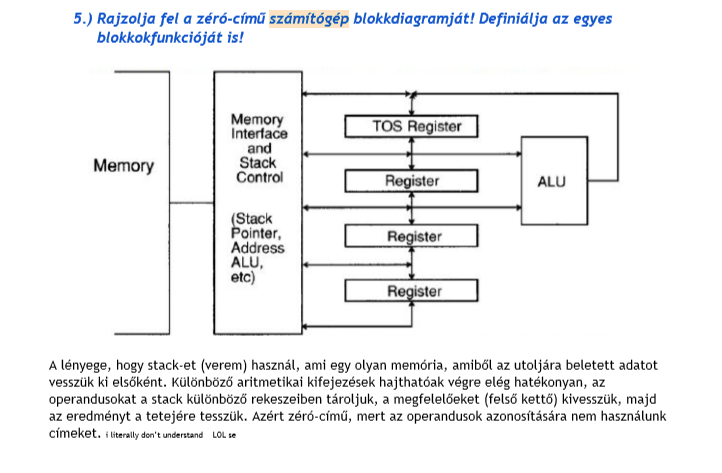 5.) Rajzolja fel a zéró-című számítógép blokkdiagramját! Definiálja az egyes
blokkokfunkcióját is!
Memory
Memory
Interface
and
Stack
Control
(Stack
Pointer,
Address
ALU,
etc)
TOS Register
Register
Register
Register
ALU
A lényege, hogy stack-et (verem) használ, ami egy olyan memória, amiből az utoljára beletett adatot
vesszük ki elsőként. Különböző aritmetikai kifejezések hajthatóak végre elég hatékonyan, az
operandusokat a stack különböző rekeszeiben tároljuk, a megfelelőeket (felső kettő) kivesszük, majd
az eredményt a tetejére tesszük. Azért zéró-című, mert az operandusok azonosítására nem használunk
címeket. i literally don't understand LOL se